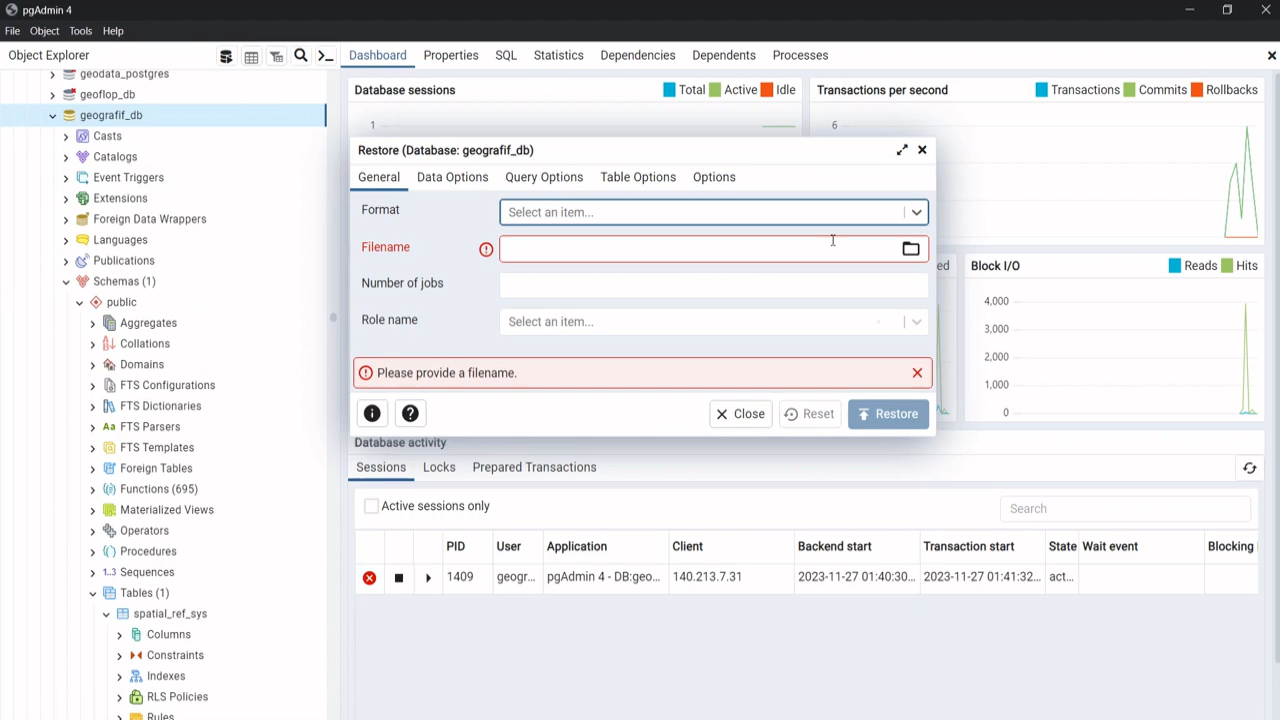 pgAdmin 4
File Object Tools Help
Object Explorer
Dashboard Properties SQL Statistics Dependencies Dependents Processes
geodata_postgres
geoflop_db
geografif_db
Casts
Catalogs
Event Triggers
Extensions
Foreign Data Wrappers
Languages
Publications
Schemas (1)
public
Aggregates
Collations
Domains
FTS Configurations
FTS Dictionaries
Aa FTS Parsers
FTS Templates
Foreign Tables
Functions (695)
Materialized Views
Operators
Procedures
1..3 Sequences
Tables (1)
spatial_ref_sys
Columns
Constraints
Indexes
RLS Policies
Rules
Database sessions
Total Active Idle
1
Transactions per second
Transactions Commits Rollbacks
6
Restore (Database: geografif_db)
General Data Options Query Options Table Options Options
Format Select an item...
Filename
Number of jobs
Role name Select an item...
Please provide a filename.
Close Reset Restore
ed
Block I/O
Reads Hits
4,000
3,000
2,000
1,000
0
Database activity
Sessions Locks Prepared Transactions
Active sessions only
Search
PID User Application Client Backend start Transaction start State Wait event Blocking
1409 geogr... pgAdmin 4 - DB:geo... 140.213.7.31 2023-11-27 01:40:30... 2023-11-27 01:41:32... act...